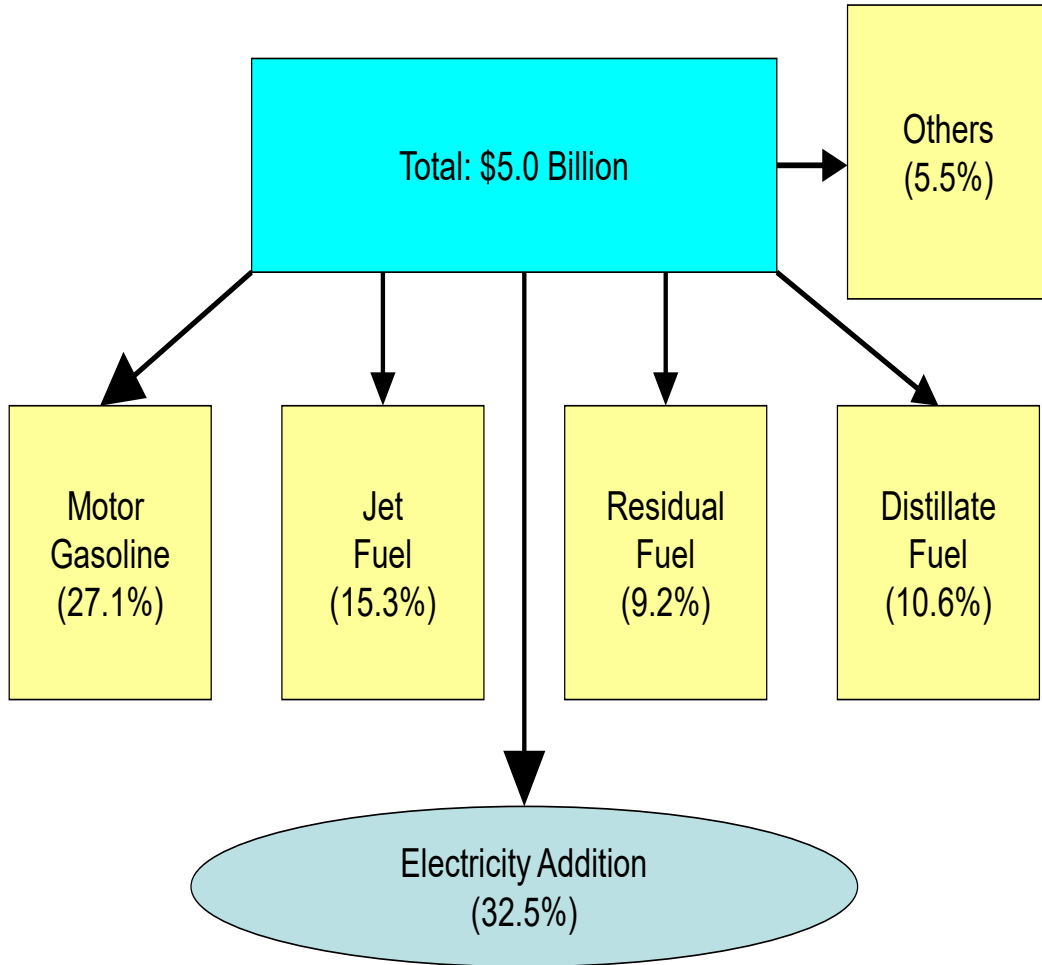 Total: $5.0 Billion
Others
(5.5%)
Motor
Gasoline
(27.1%)
Jet
Fuel
(15.3%)
Residual
Fuel
(9.2%)
Distillate
Fuel
(10.6%)
Electricity Addition
(32.5%)